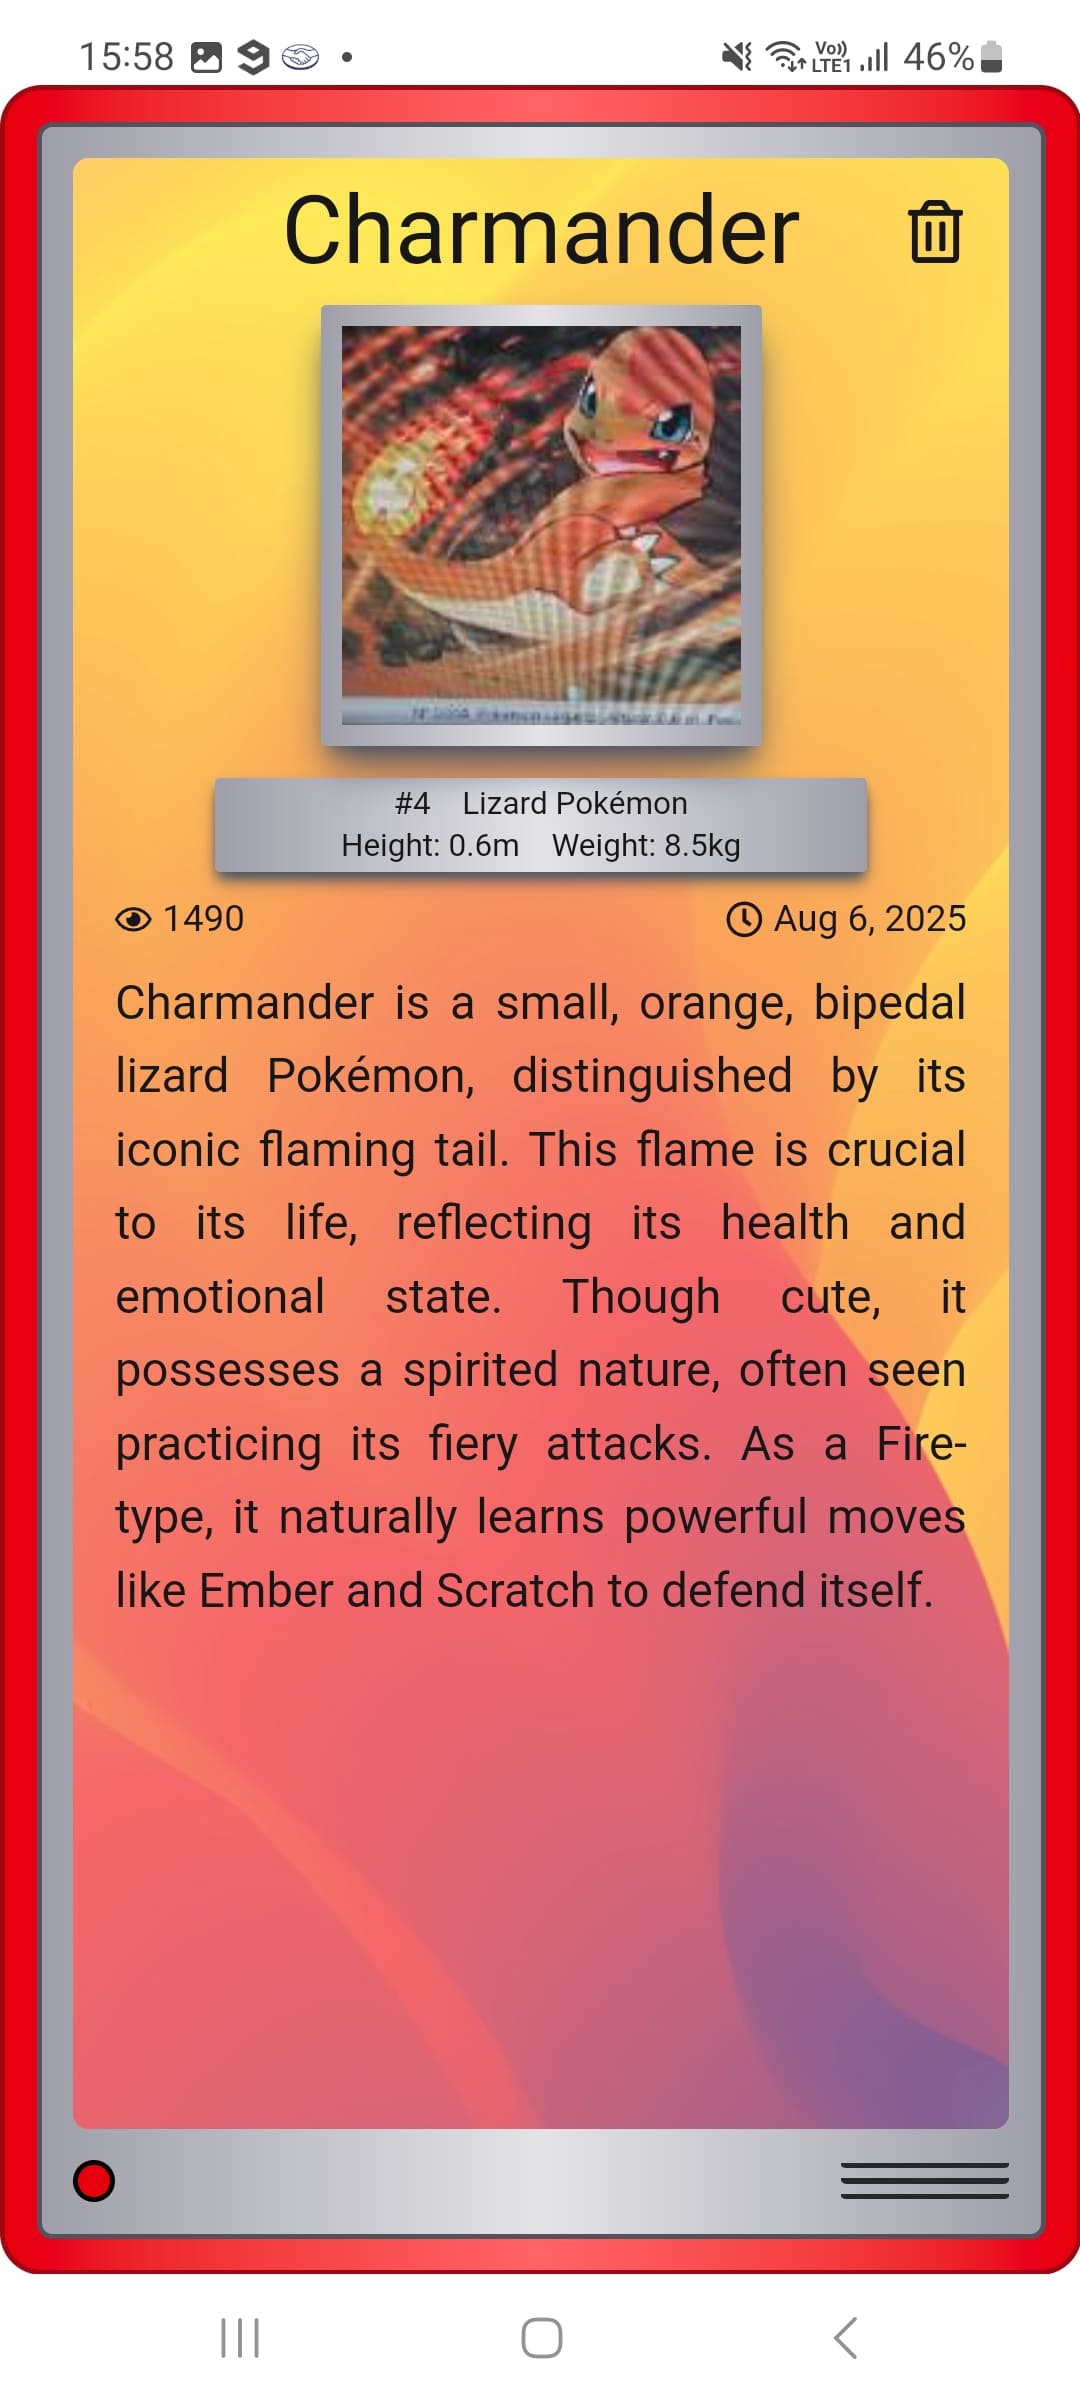 15:58
Vo)) LTE1 46%
Charmander
#4 Lizard Pokémon
Height: 0.6m Weight: 8.5kg
1490 Aug 6, 2025
Charmander is a small, orange, bipedal
lizard Pokémon, distinguished by its
iconic flaming tail. This flame is crucial
to its life, reflecting its health and
emotional state. Though cute, it
possesses a spirited nature, often seen
practicing its fiery attacks. As a Fire-
type, it naturally learns powerful moves
like Ember and Scratch to defend itself.